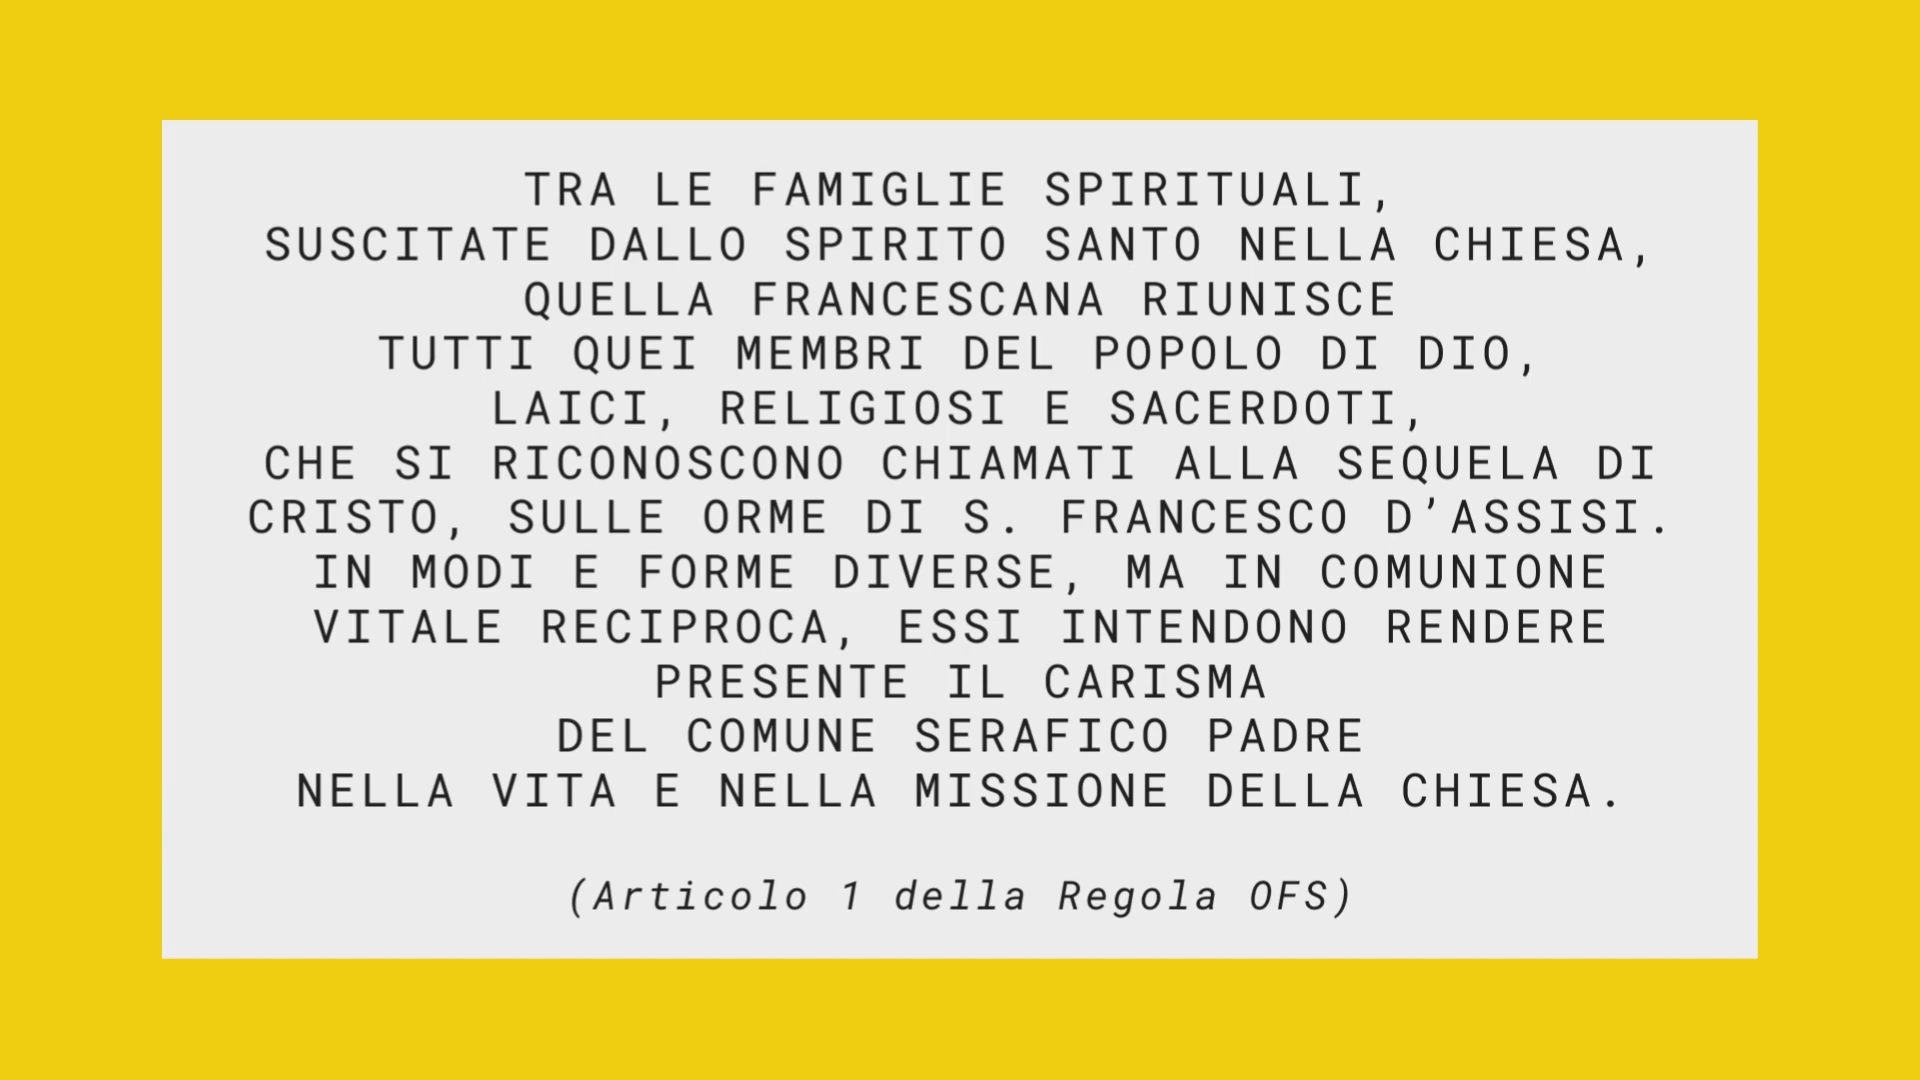 TRA LE FAMIGLIE SPIRITUALI,
SUSCITATE DALLO SPIRITO SANTO NELLA CHIESA,
QUELLA FRANCESCANA RIUNISCE
TUTTI QUEI MEMBRI DEL POPOLO DI DIO,
LAICI, RELIGIOSI E SACERDOTI,
CHE SI RICONOSCONO CHIAMATI ALLA SEQUELA DI
CRISTO, SULLE ORME DI S. FRANCESCO D’ASSISI.
IN MODI E FORME DIVERSE, MA IN COMUNIONE
VITALE RECIPROCA, ESSI INTENDONO RENDERE
PRESENTE IL CARISMA
DEL COMUNE SERAFICO PADRE
NELLA VITA E NELLA MISSIONE DELLA CHIESA.
(Articolo 1 della Regola OFS)